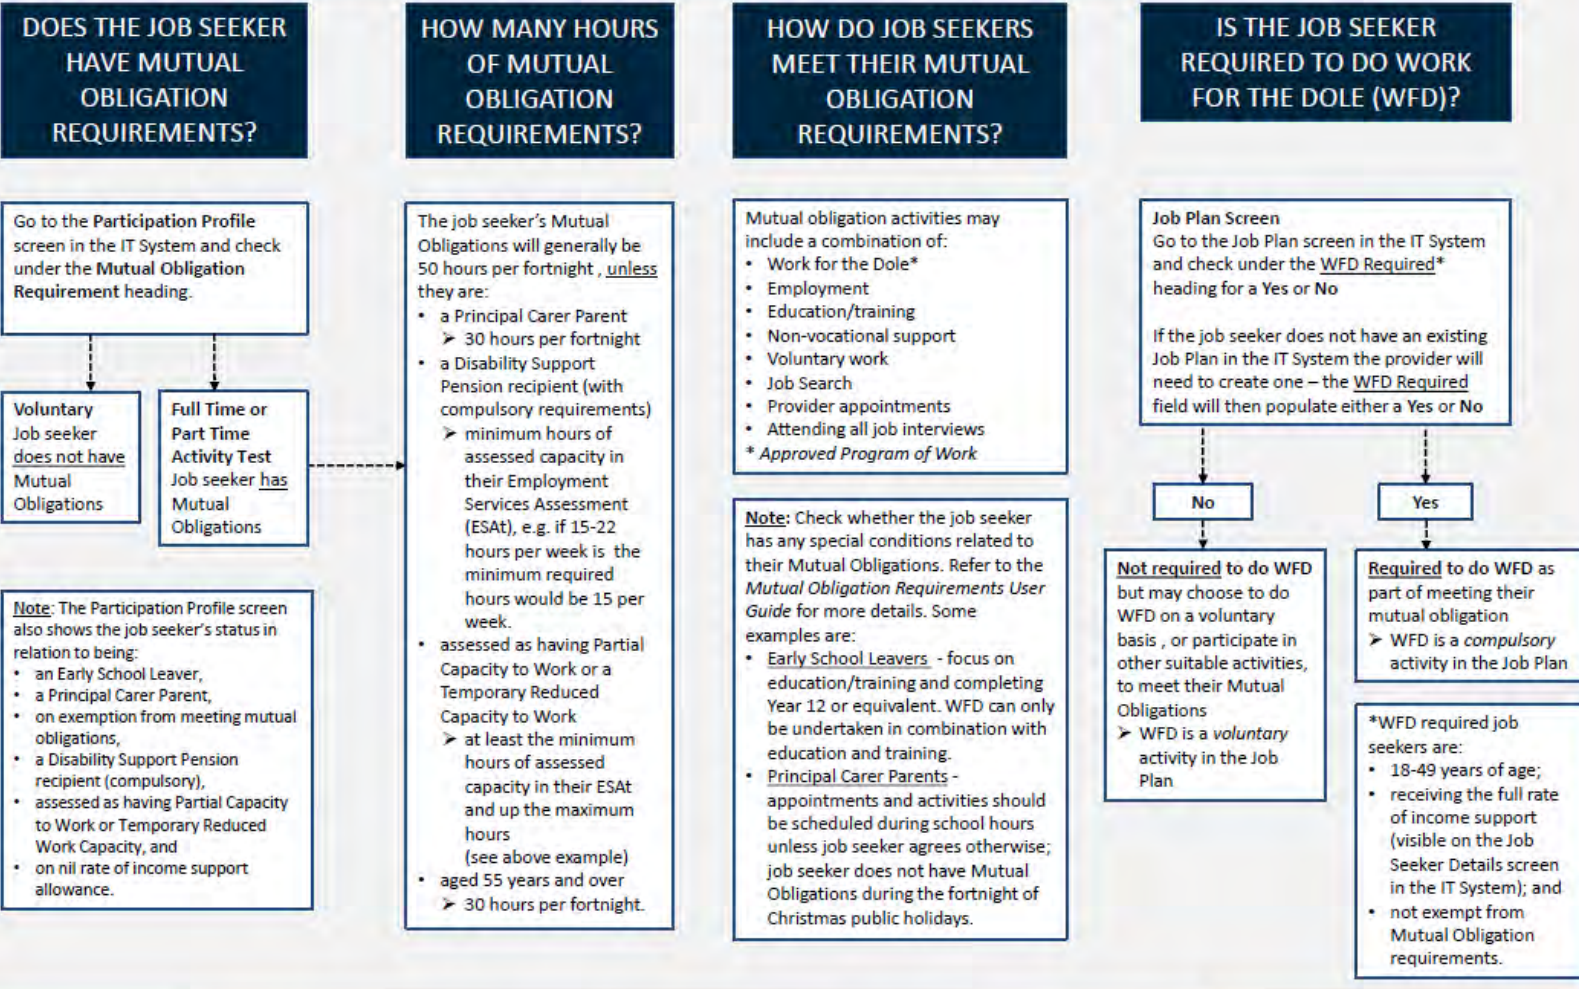 DOES THE JOB SEEKER
HAVE MUTUAL
OBLIGATION
REQUIREMENTS?
Go to the Participation Profile
screen in the IT System and check
under the Mutual Obligation
Requirement heading.
Voluntary
Job seeker
does not have
Mutual
Obligations
Full Time or
Part Time
Activity Test
Job seeker has
Mutual
Obligations
Note: The Participation Profile screen
also shows the job seeker's status in
relation to being:
• an Early School Leaver,
• a Principal Carer Parent,
• on exemption from meeting mutual
obligations,
• a Disability Support Pension
recipient (compulsory),
• assessed as having Partial Capacity
to Work or Temporary Reduced
Work Capacity, and
• on nil rate of income support
allowance.
HOW MANY HOURS
OF MUTUAL
OBLIGATION
REQUIREMENTS?
The job seeker's Mutual
Obligations will generally be
50 hours per fortnight , unless
they are:
• a Principal Carer Parent
➢ 30 hours per fortnight
• a Disability Support
Pension recipient (with
compulsory requirements)
➢ minimum hours of
assessed capacity in
their Employment
Services Assessment
(ESAt), e.g. if 15-22
hours per week is the
minimum required
hours would be 15 per
week.
• assessed as having Partial
Capacity to Work or a
Temporary Reduced
Capacity to Work
➢ at least the minimum
hours of assessed
capacity in their ESAt
and up the maximum
hours
(see above example)
• aged 55 years and over
➢ 30 hours per fortnight.
HOW DO JOB SEEKERS
MEET THEIR MUTUAL
OBLIGATION
REQUIREMENTS?
Mutual obligation activities may
include a combination of:
• Work for the Dole*
• Employment
• Education/training
• Non-vocational support
• Voluntary work
• Job Search
• Provider appointments
• Attending all job interviews
* Approved Program of Work
Note: Check whether the job seeker
has any special conditions related to
their Mutual Obligations. Refer to the
Mutual Obligation Requirements User
Guide for more details. Some
examples are:
• Early School Leavers - focus on
education/training and completing
Year 12 or equivalent. WFD can only
be undertaken in combination with
education and training.
• Principal Carer Parents -
appointments and activities should
be scheduled during school hours
unless job seeker agrees otherwise;
job seeker does not have Mutual
Obligations during the fortnight of
Christmas public holidays.
IS THE JOB SEEKER
REQUIRED TO DO WORK
FOR THE DOLE (WFD)?
Job Plan Screen
Go to the Job Plan screen in the IT System
and check under the WFD Required*
heading for a Yes or No
If the job seeker does not have an existing
Job Plan in the IT System the provider will
need to create one – the WFD Required
field will then populate either a Yes or No
No
Not required to do WFD
but may choose to do
WFD on a voluntary
basis , or participate in
other suitable activities,
to meet their Mutual
Obligations
➢ WFD is a voluntary
activity in the Job
Plan
Yes
Required to do WFD as
part of meeting their
mutual obligation
➢ WFD is a compulsory
activity in the Job Plan
*WFD required job
seekers are:
• 18-49 years of age;
• receiving the full rate
of income support
(visible on the Job
Seeker Details screen
in the IT System); and
• not exempt from
Mutual Obligation
requirements.